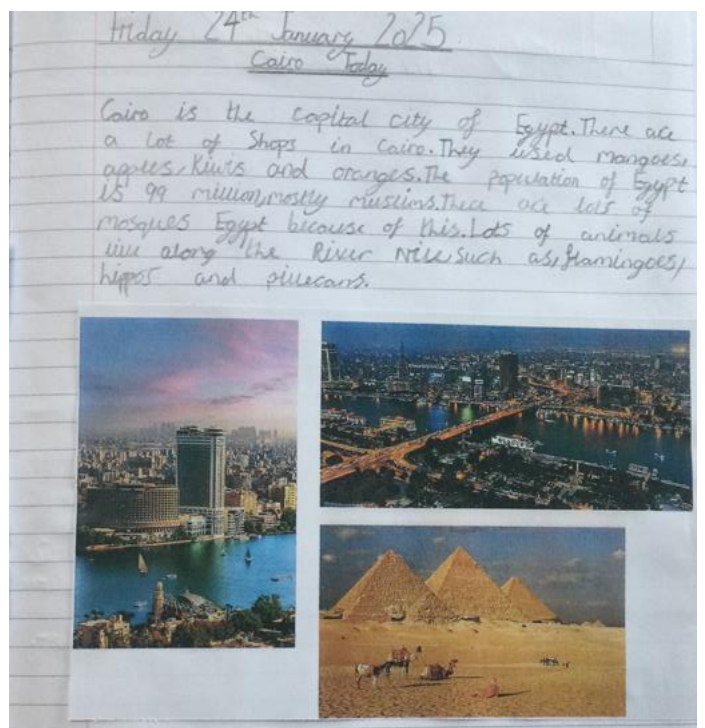 Friday 24th January 2025
Cairo Today
Cairo is the capital city of Egypt. There are
a lot of Shops in Cairo. They used mangoes,
apples, Kiwis and oranges. The population of Egypt
is 99 million, mostly muslims. There are lots of
mosques Egypt because of this. Lots of animals
live along the River Nile, such as, flamingoes,
hippos and pillecans.